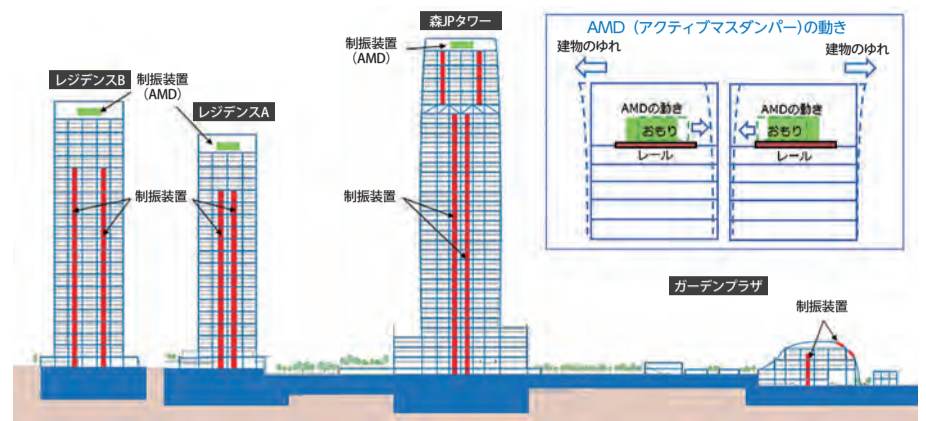 森JPタワー
制振装置
(AMD)
レジデンスB
制振装置
(AMD)
レジデンスA
制振装置
制振装置
AMD（アクティブマスダンパー）の動き
建物のゆれ
建物のゆれ
AMDの動き
おもり
レール
AMDの動き
おもり
レール
ガーデンプラザ
制振装置